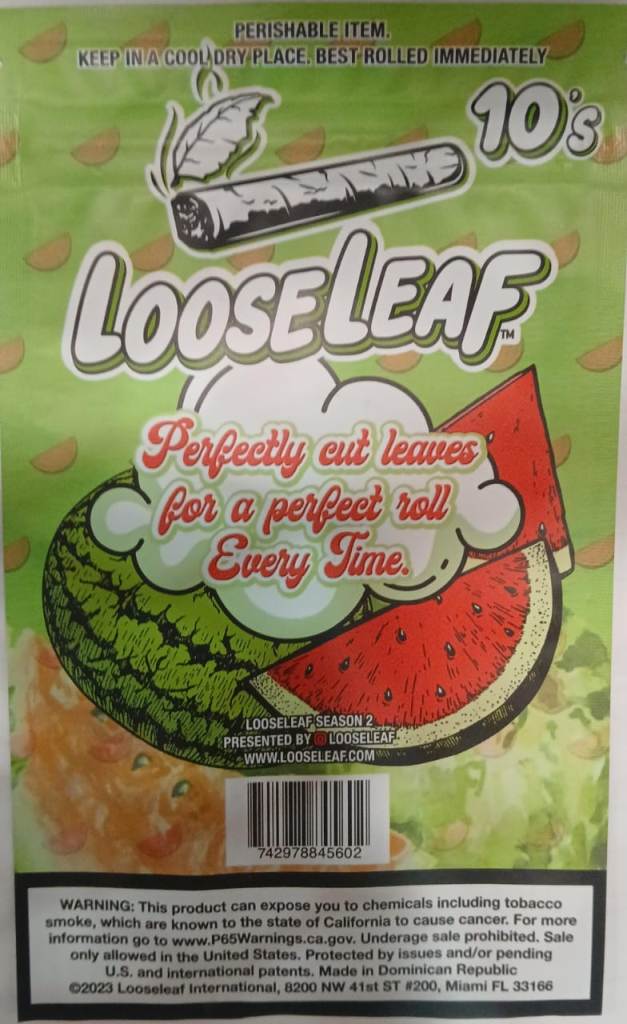 PERISHABLE ITEM.
KEEP IN A COOL DRY PLACE. BEST ROLLED IMMEDIATELY
10's
LOOSELEAF™
Perfectly cut leaves
for a perfect roll
Every Time.
LOOSELEAF SEASON 2
PRESENTED BY LOOSELEAF
WWW.LOOSELEAF.COM
742978845602
WARNING: This product can expose you to chemicals including tobacco
smoke, which are known to the state of California to cause cancer. For more
information go to www.P65Warnings.ca.gov. Underage sale prohibited. Sale
only allowed in the United States. Protected by issues and/or pending
U.S. and international patents. Made in Dominican Republic
©2023 Looseleaf International, 8200 NW 41st ST #200, Miami FL 33166